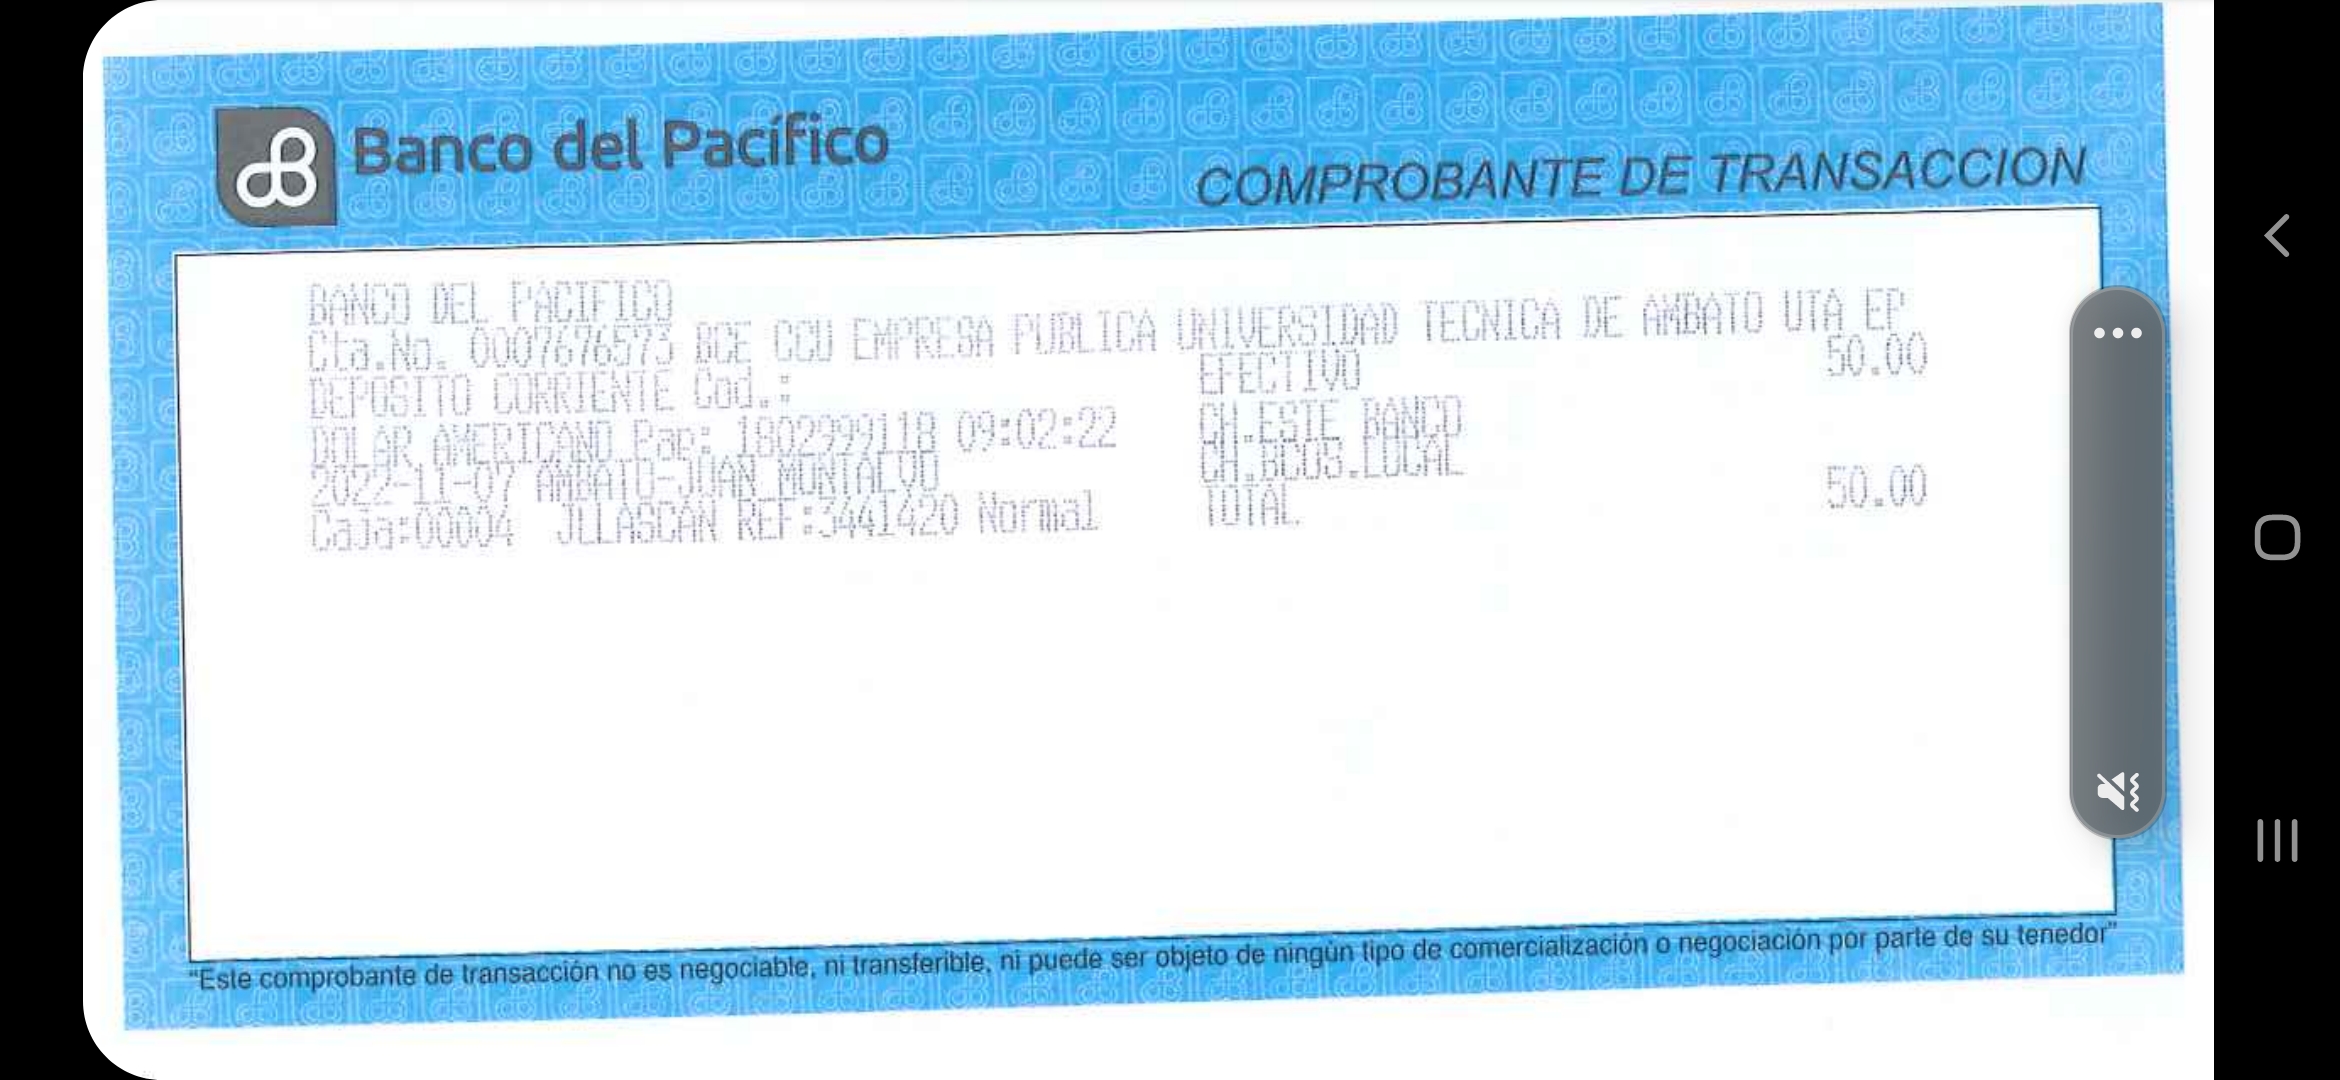 Banco del Pacífico
COMPROBANTE DE TRANSACCION
BANCO DEL PACIFICO
Cta.No. 0007676573 BCE CCU EMPRESA PUBLICA UNIVERSIDAD TECNICA DE AMBATO UTA EP
DEPOSITO CORRIENTE Cod.: EFECTIVO 50.00
DOLAR AMERICANO Pap: 1802999118 09:02:22 CH.ESTE BANCO
2022-11-07 AMBATO-JUAN MONTALVO CH.BCOS.LOCAL
Caja:00004 JLLASCAN REF:3441420 Normal TOTAL 50.00
"Este comprobante de transacción no es negociable, ni transferible, ni puede ser objeto de ningún tipo de comercialización o negociación por parte de su tenedor"